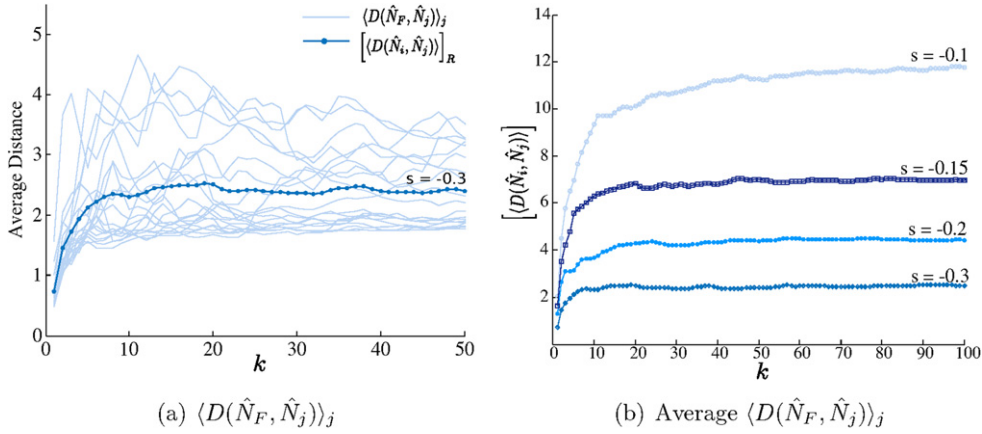 5
4
3
2
1
0
Average Distance
⟨D(N̂_F, N̂_j)⟩_j
[⟨D(N̂_i, N̂_j)⟩]_R
s = -0.3
0 10 20 30 40 50
k
(a) ⟨D(N̂_F, N̂_j)⟩_j
14
12
10
8
6
4
2
[⟨D(N̂_i, N̂_j)⟩]
s = -0.1
s = -0.15
s = -0.2
s = -0.3
0 10 20 30 40 50 60 70 80 90 100
k
(b) Average ⟨D(N̂_F, N̂_j)⟩_j